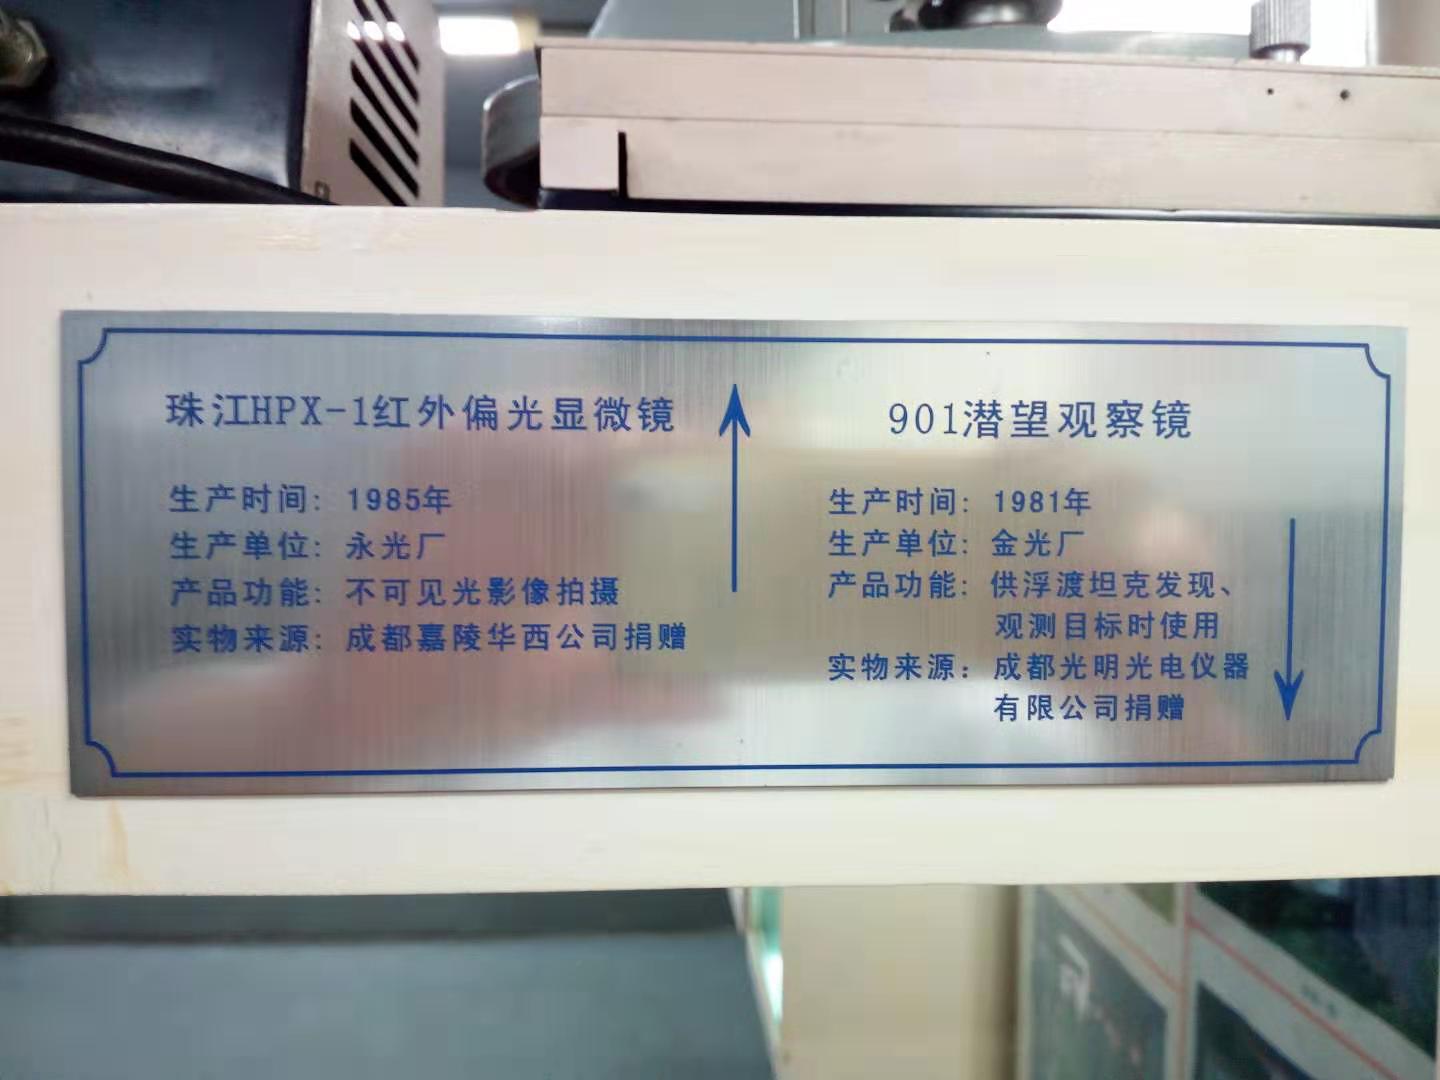 珠江HPX-1红外偏光显微镜
生产时间: 1985年
生产单位: 永光厂
产品功能: 不可见光影像拍摄
实物来源: 成都嘉陵华西公司捐赠
901潜望观察镜
生产时间: 1981年
生产单位: 金光厂
产品功能: 供浮渡坦克发现、
观测目标时使用
实物来源: 成都光明光电仪器
有限公司捐赠